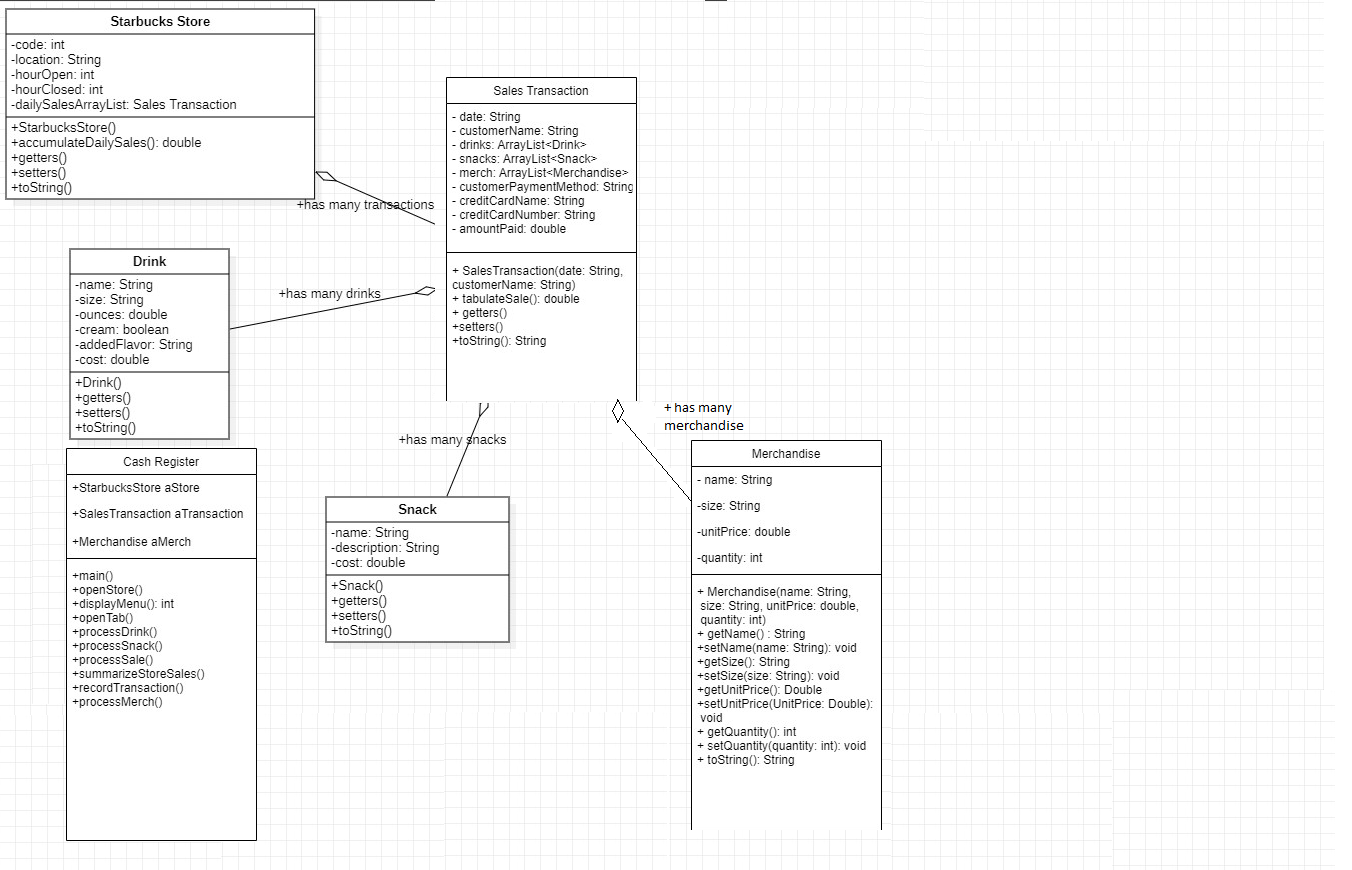 Starbucks Store
-code: int
-location: String
-hourOpen: int
-hourClosed: int
-dailySalesArrayList: Sales Transaction
+StarbucksStore()
+accumulateDailySales(): double
+getters()
+setters()
+toString()
+has many transactions
Sales Transaction
- date: String
- customerName: String
- drinks: ArrayList<Drink>
- snacks: ArrayList<Snack>
- merch: ArrayList<Merchandise>
- customerPaymentMethod: String
- creditCardName: String
- creditCardNumber: String
- amountPaid: double
+ SalesTransaction(date: String,
customerName: String)
+ tabulateSale(): double
+ getters()
+setters()
+toString(): String
Drink
-name: String
-size: String
-ounces: double
-cream: boolean
-addedFlavor: String
-cost: double
+Drink()
+getters()
+setters()
+toString()
+has many drinks
+has many snacks
+ has many
merchandise
Cash Register
+StarbucksStore aStore
+SalesTransaction aTransaction
+Merchandise aMerch
+main()
+openStore()
+displayMenu(): int
+openTab()
+processDrink()
+processSnack()
+processSale()
+summarizeStoreSales()
+recordTransaction()
+processMerch()
Snack
-name: String
-description: String
-cost: double
+Snack()
+getters()
+setters()
+toString()
Merchandise
- name: String
-size: String
-unitPrice: double
-quantity: int
+ Merchandise(name: String,
size: String, unitPrice: double,
quantity: int)
+ getName() : String
+setName(name: String): void
+getSize(): String
+setSize(size: String): void
+getUnitPrice(): Double
+setUnitPrice(UnitPrice: Double):
void
+ getQuantity(): int
+ setQuantity(quantity: int): void
+ toString(): String